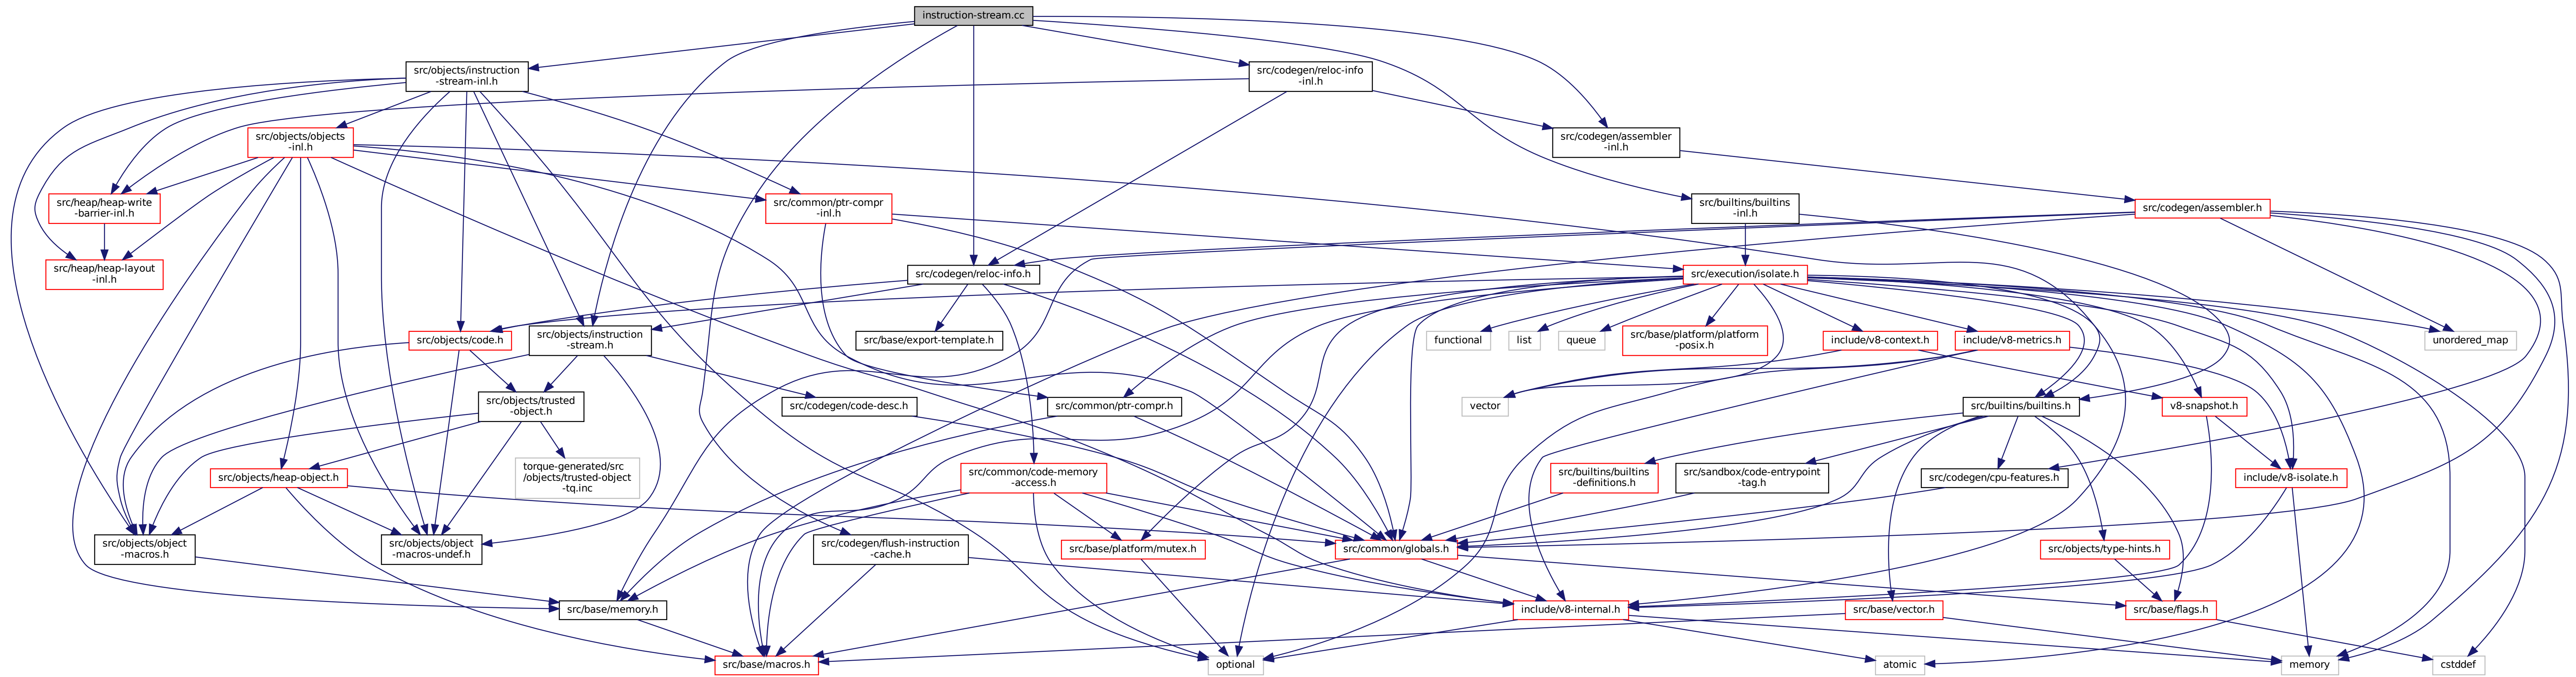 instruction-stream.cc
src/objects/instruction
-stream-inl.h
src/codegen/reloc-info
-inl.h
src/objects/objects
-inl.h
src/codegen/assembler
-inl.h
src/heap/heap-write
-barrier-inl.h
src/common/ptr-compr
-inl.h
src/builtins/builtins
-inl.h
src/codegen/assembler.h
src/heap/heap-layout
-inl.h
src/codegen/reloc-info.h
src/execution/isolate.h
src/objects/code.h
src/objects/instruction
-stream.h
src/base/export-template.h
functional
list
queue
src/base/platform/platform
-posix.h
include/v8-context.h
include/v8-metrics.h
unordered_map
src/objects/trusted
-object.h
src/codegen/code-desc.h
src/common/ptr-compr.h
vector
src/builtins/builtins.h
v8-snapshot.h
src/objects/heap-object.h
torque-generated/src
/objects/trusted-object
-tq.inc
src/common/code-memory
-access.h
src/builtins/builtins
-definitions.h
src/sandbox/code-entrypoint
-tag.h
src/codegen/cpu-features.h
include/v8-isolate.h
src/objects/object
-macros.h
src/objects/object
-macros-undef.h
src/codegen/flush-instruction
-cache.h
src/base/platform/mutex.h
src/common/globals.h
src/objects/type-hints.h
src/base/memory.h
include/v8-internal.h
src/base/vector.h
src/base/flags.h
src/base/macros.h
optional
atomic
memory
cstddef